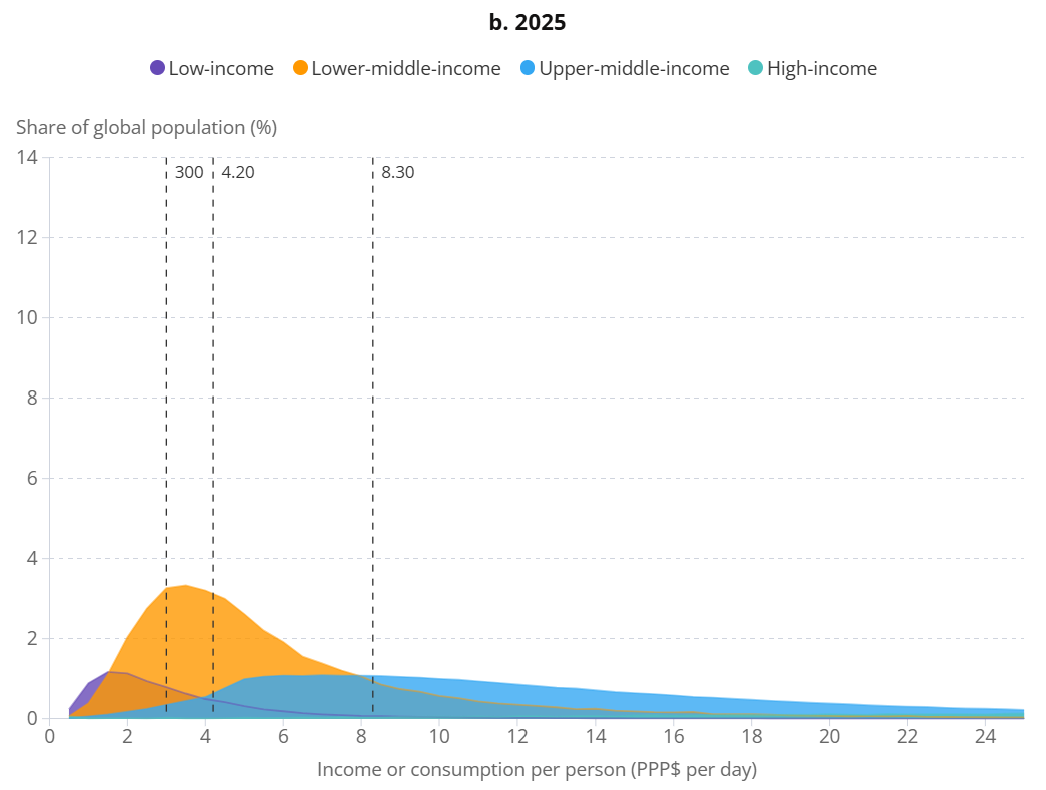 b. 2025
Low-income Lower-middle-income Upper-middle-income High-income
Share of global population (%)
14
300 4.20 8.30
12
10
8
6
4
2
0
0 2 4 6 8 10 12 14 16 18 20 22 24
Income or consumption per person (PPP$ per day)